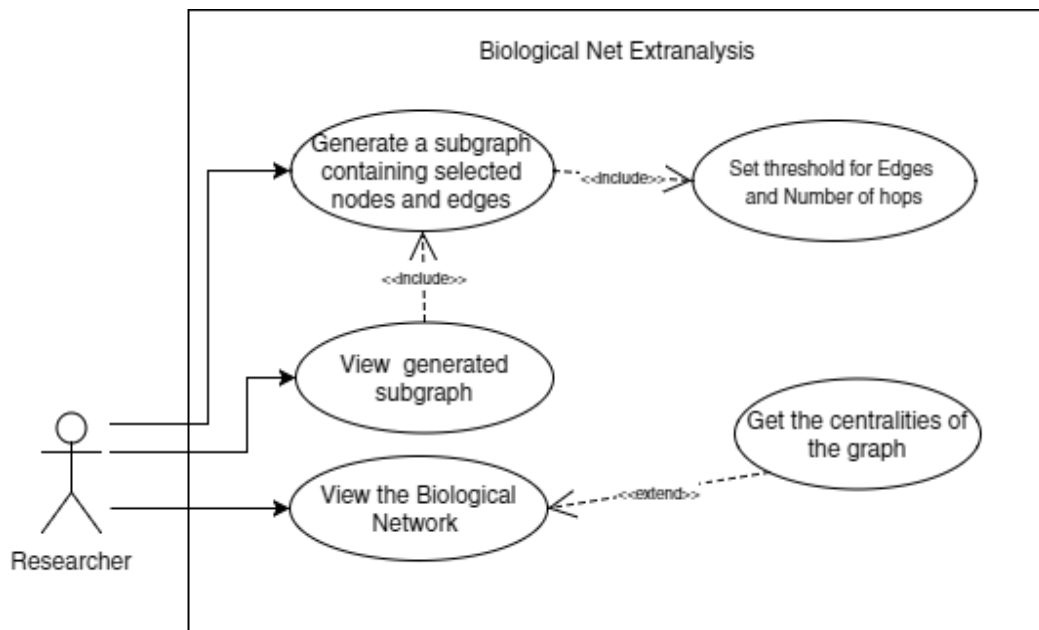 Biological Net Extranalysis
Generate a subgraph
containing selected
nodes and edges
<<include>>
Set threshold for Edges
and Number of hops
<<include>>
View generated
subgraph
Get the centralities of
the graph
View the Biological
Network
<<extend>>
Researcher